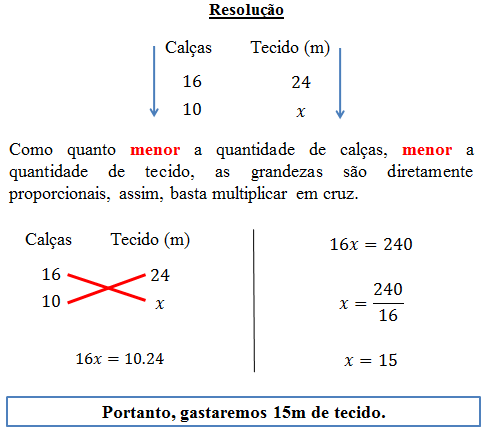 Resolução
Calças Tecido (m)
16 24
10 x
Como quanto menor a quantidade de calças, menor a
quantidade de tecido, as grandezas são diretamente
proporcionais, assim, basta multiplicar em cruz.
Calças Tecido (m)
16 24
10 x
16x = 10.24
16x = 240
x = 240/16
x = 15
Portanto, gastaremos 15m de tecido.